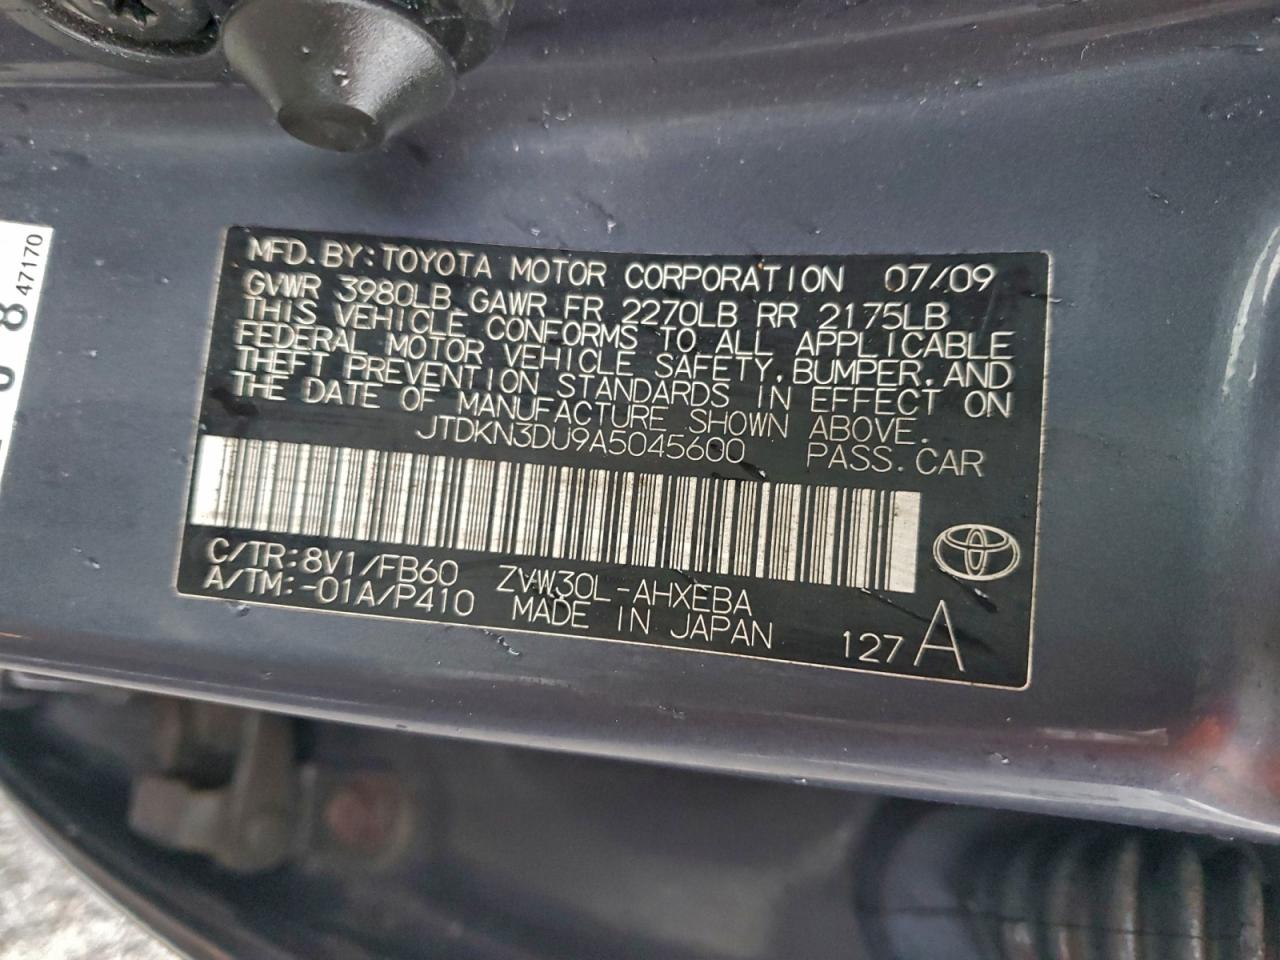 MFD. BY: TOYOTA MOTOR CORPORATION 07/09
GVWR 3980LB GAWR FR 2270LB RR 2175LB
THIS VEHICLE CONFORMS TO ALL APPLICABLE
FEDERAL MOTOR VEHICLE SAFETY, BUMPER, AND
THEFT PREVENTION STANDARDS IN EFFECT ON
THE DATE OF MANUFACTURE SHOWN ABOVE.
JTDKN3DU9A5045600 PASS. CAR
C/TR:8V1/FB60 ZVW30L-AHXEBA
A/TM:-01A/P410 MADE IN JAPAN 127 A
47170